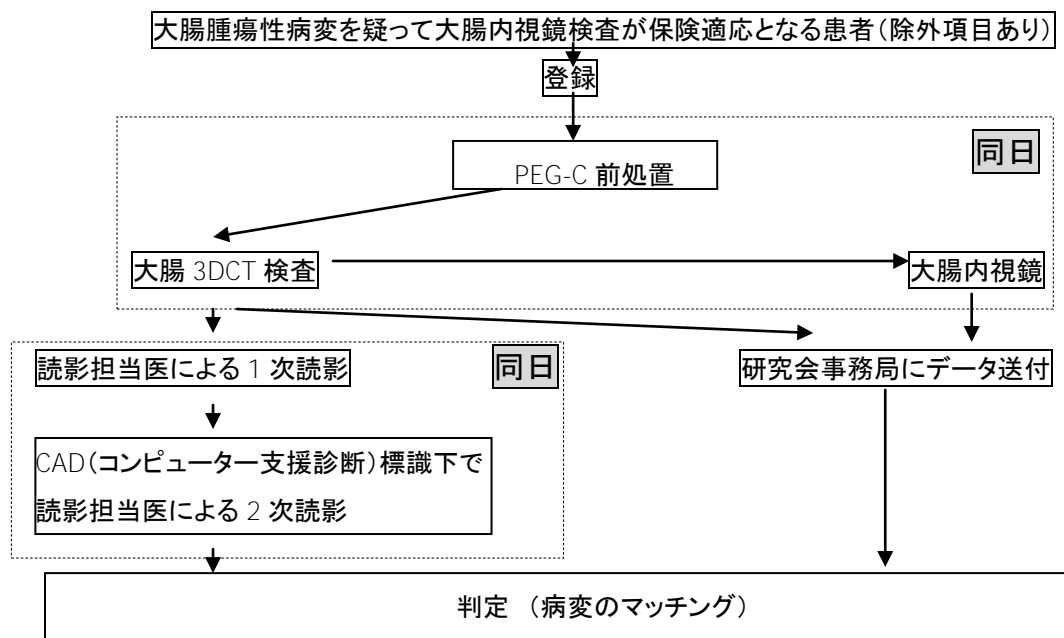 大腸腫瘍性病変を疑って大腸内視鏡検査が保険適応となる患者(除外項目あり)
登録
同日
PEG-C 前処置
大腸 3DCT 検査
大腸内視鏡
読影担当医による 1 次読影
同日
研究会事務局にデータ送付
CAD(コンピューター支援診断)標識下で
読影担当医による 2 次読影
判定 (病変のマッチング)